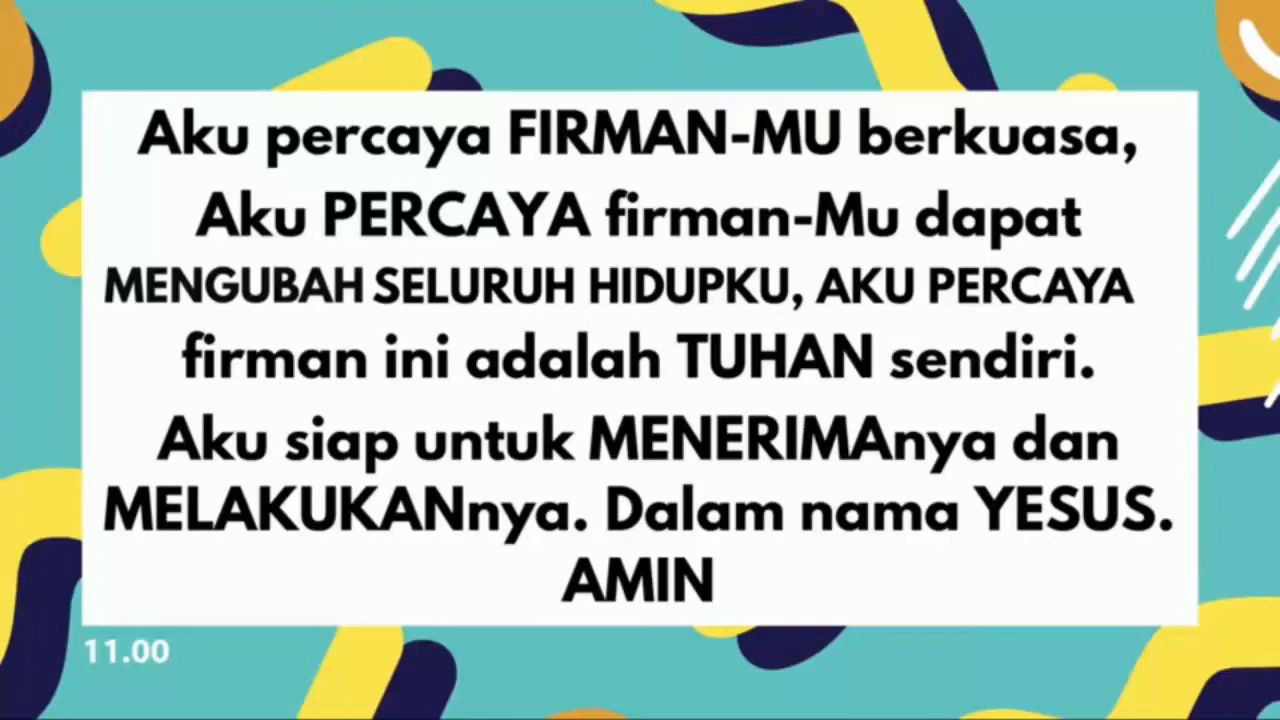 Aku percaya FIRMAN-MU berkuasa,
Aku PERCAYA firman-Mu dapat
MENGUBAH SELURUH HIDUPKU, AKU PERCAYA
firman ini adalah TUHAN sendiri.
Aku siap untuk MENERIMAnya dan
MELAKUKANnya. Dalam nama YESUS.
AMIN
11.00